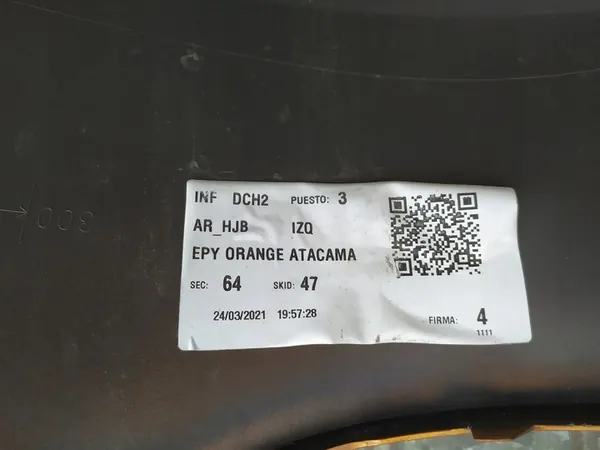 INF DCH2 PUESTO: 3
AR_HJB IZQ
EPY ORANGE ATACAMA
SEC: 64 SKID: 47
24/03/2021 19:57:28
FIRMA: 4
1111
300